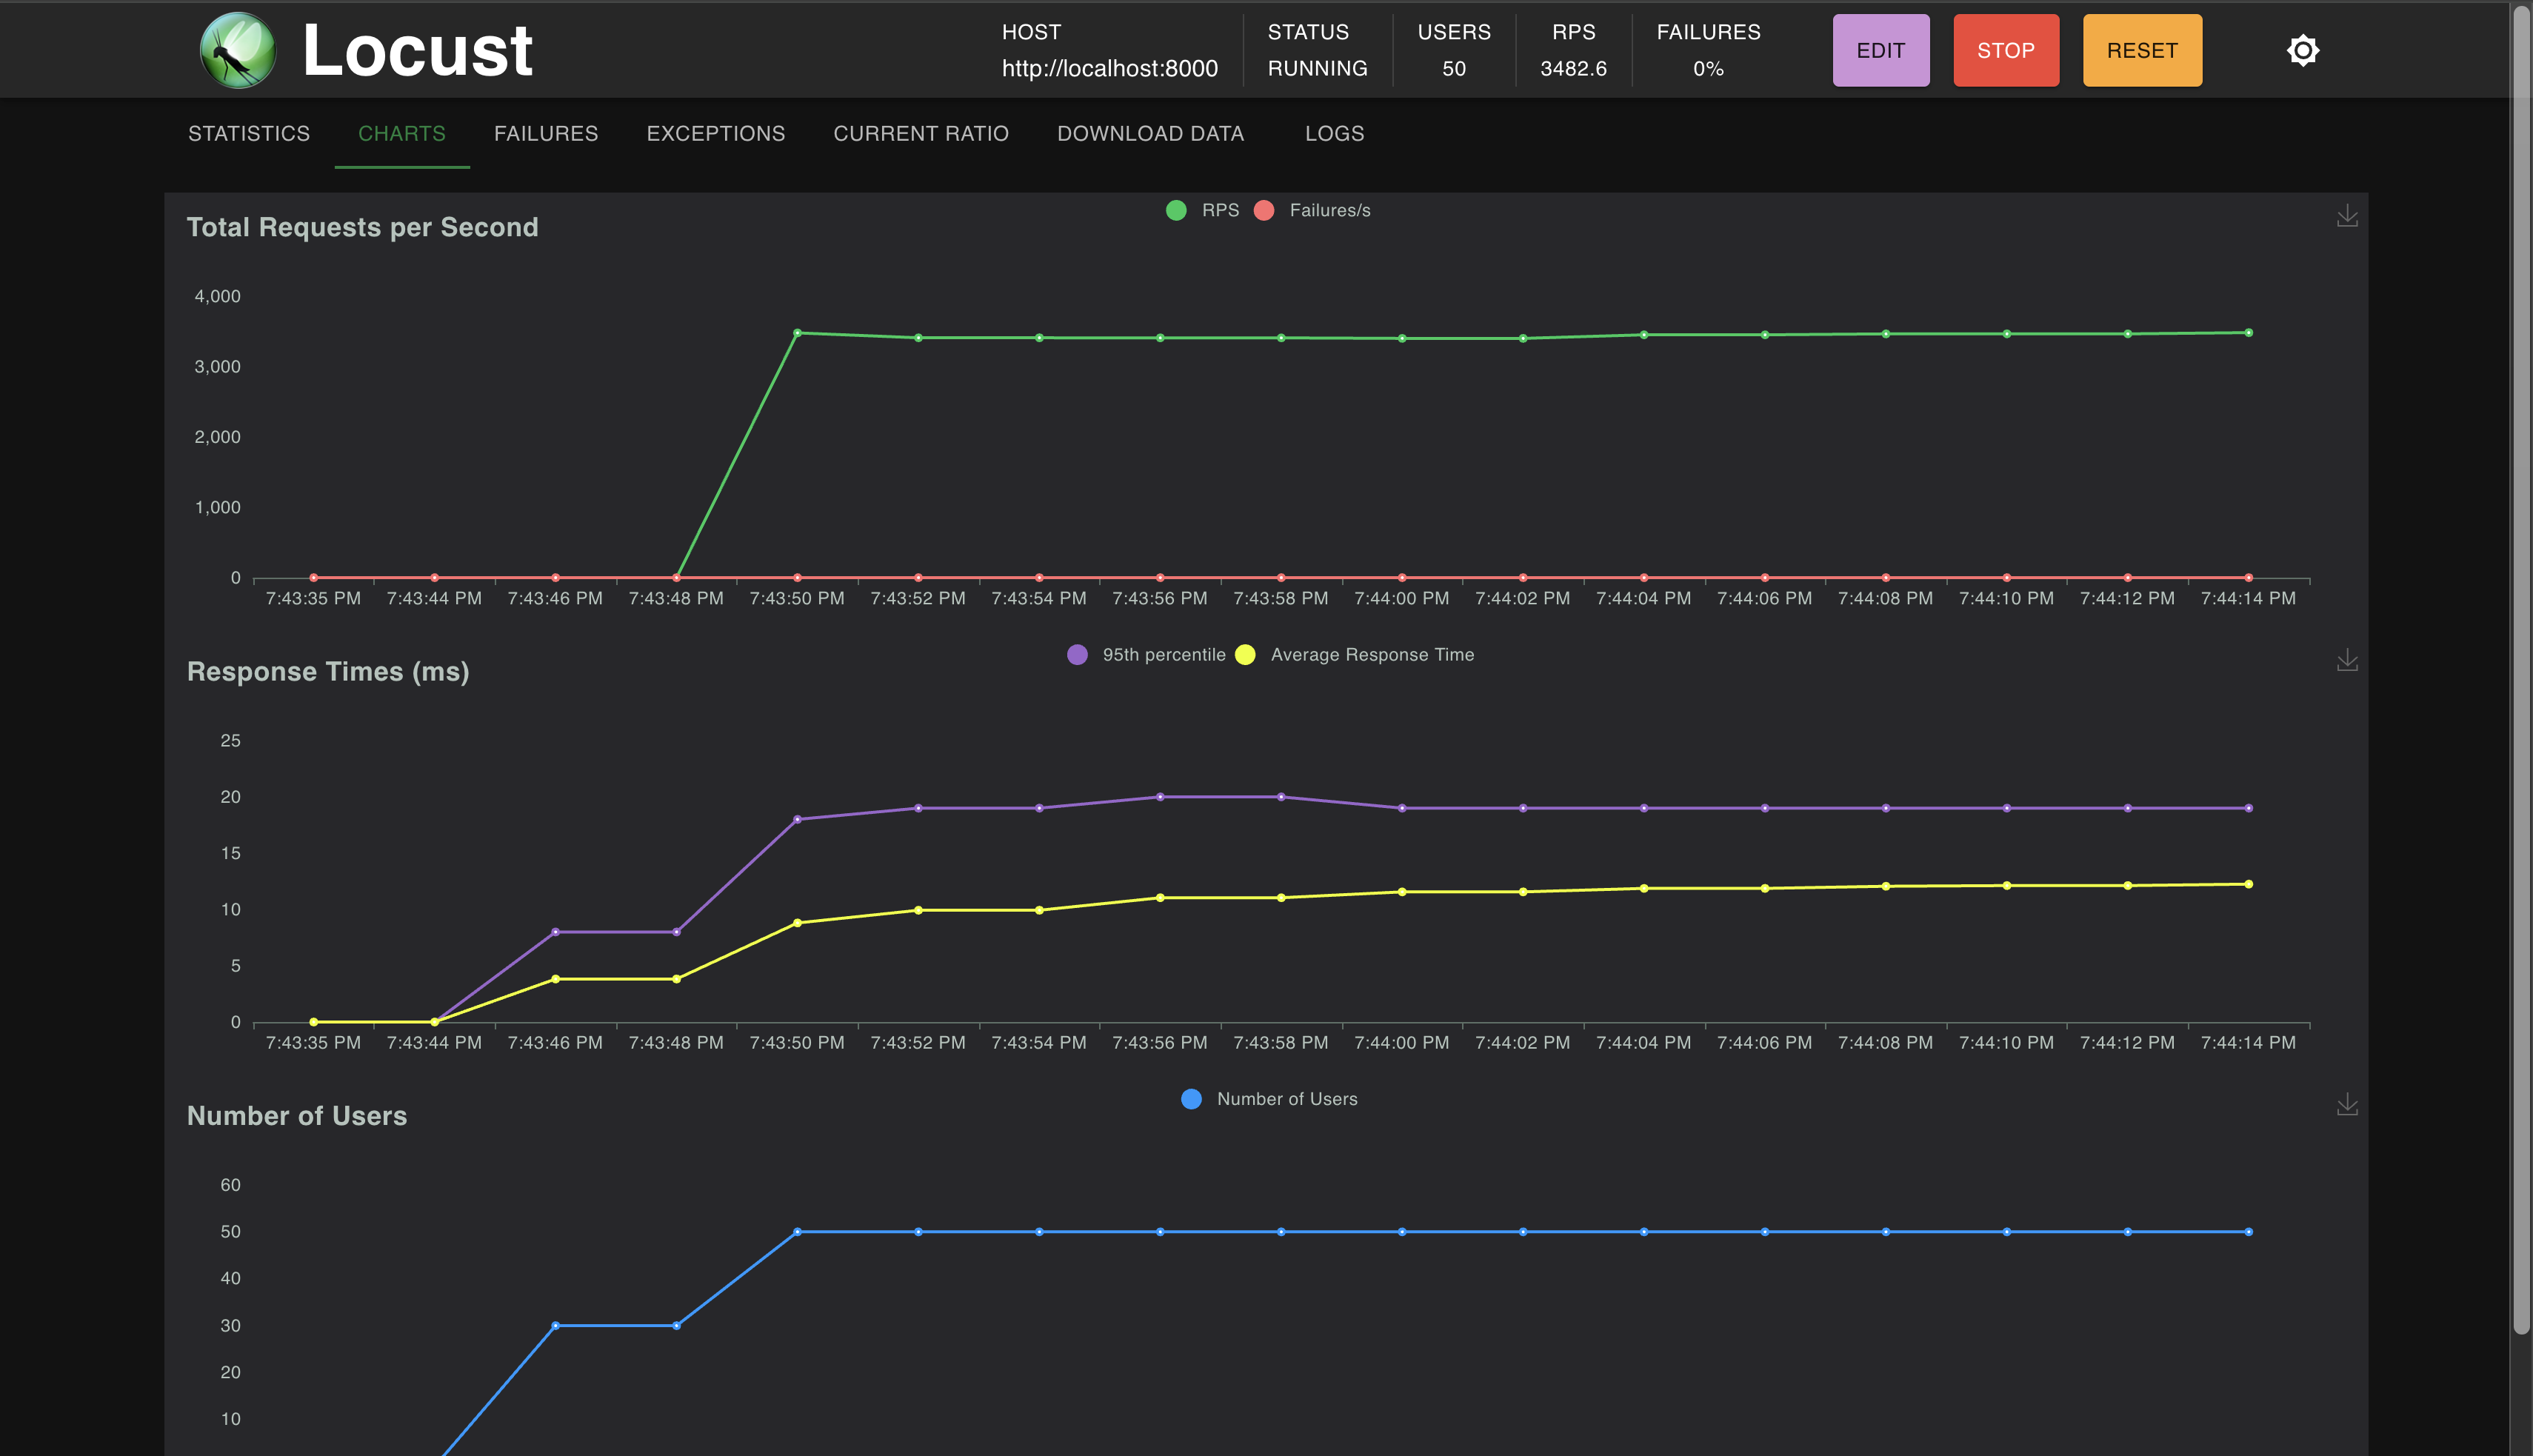 Locust
HOST
http://localhost:8000
STATUS
RUNNING
USERS
50
RPS
3482.6
FAILURES
0%
EDIT
STOP
RESET
STATISTICS CHARTS FAILURES EXCEPTIONS CURRENT RATIO DOWNLOAD DATA LOGS
Total Requests per Second
RPS Failures/s
4,000
3,000
2,000
1,000
0
7:43:35 PM 7:43:44 PM 7:43:46 PM 7:43:48 PM 7:43:50 PM 7:43:52 PM 7:43:54 PM 7:43:56 PM 7:43:58 PM 7:44:00 PM 7:44:02 PM 7:44:04 PM 7:44:06 PM 7:44:08 PM 7:44:10 PM 7:44:12 PM 7:44:14 PM
Response Times (ms)
95th percentile Average Response Time
25
20
15
10
5
0
7:43:35 PM 7:43:44 PM 7:43:46 PM 7:43:48 PM 7:43:50 PM 7:43:52 PM 7:43:54 PM 7:43:56 PM 7:43:58 PM 7:44:00 PM 7:44:02 PM 7:44:04 PM 7:44:06 PM 7:44:08 PM 7:44:10 PM 7:44:12 PM 7:44:14 PM
Number of Users
Number of Users
60
50
40
30
20
10